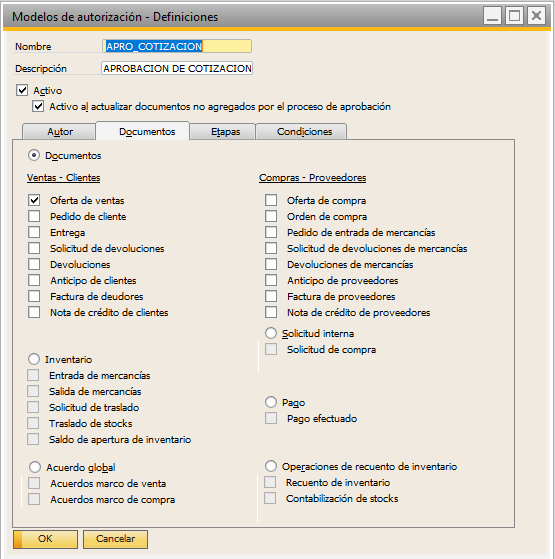 Modelos de autorización - Definiciones
Nombre APRO_COTIZACION
Descripción APROBACION DE COTIZACION
Activo
Activo al actualizar documentos no agregados por el proceso de aprobación
Autor Documentos Etapas Condiciones
Documentos
Ventas - Clientes
Oferta de ventas
Pedido de cliente
Entrega
Solicitud de devoluciones
Devoluciones
Anticipo de clientes
Factura de deudores
Nota de crédito de clientes
Compras - Proveedores
Oferta de compra
Orden de compra
Pedido de entrada de mercancías
Solicitud de devoluciones de mercancías
Devoluciones de mercancías
Anticipo de proveedores
Factura de proveedores
Nota de crédito de proveedores
Solicitud interna
Solicitud de compra
Inventario
Entrada de mercancías
Salida de mercancías
Solicitud de traslado
Traslado de stocks
Saldo de apertura de inventario
Pago
Pago efectuado
Acuerdo global
Acuerdos marco de venta
Acuerdos marco de compra
Operaciones de recuento de inventario
Recuento de inventario
Contabilización de stocks
OK Cancelar